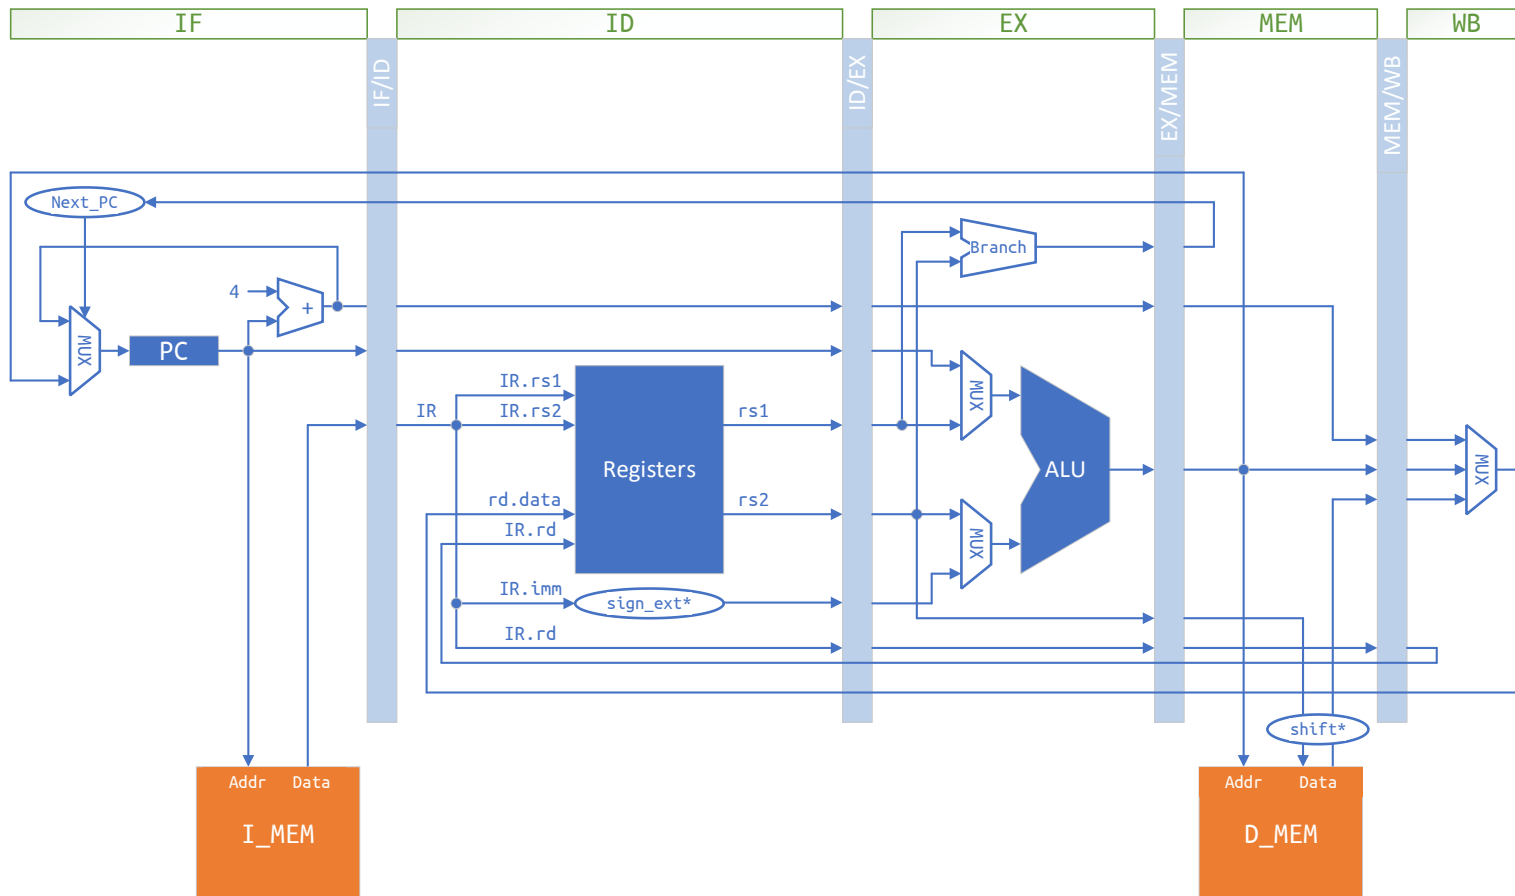 IF
ID
EX
MEM
WB
IF/ID
ID/EX
EX/MEM
MEM/WB
Next_PC
Branch
4
+
MUX
PC
MUX
IR.rs1
IR
IR.rs2
rs1
Registers
ALU
MUX
rd.data
rs2
IR.rd
MUX
IR.imm
sign_ext*
IR.rd
shift*
Addr Data
I_MEM
Addr Data
D_MEM